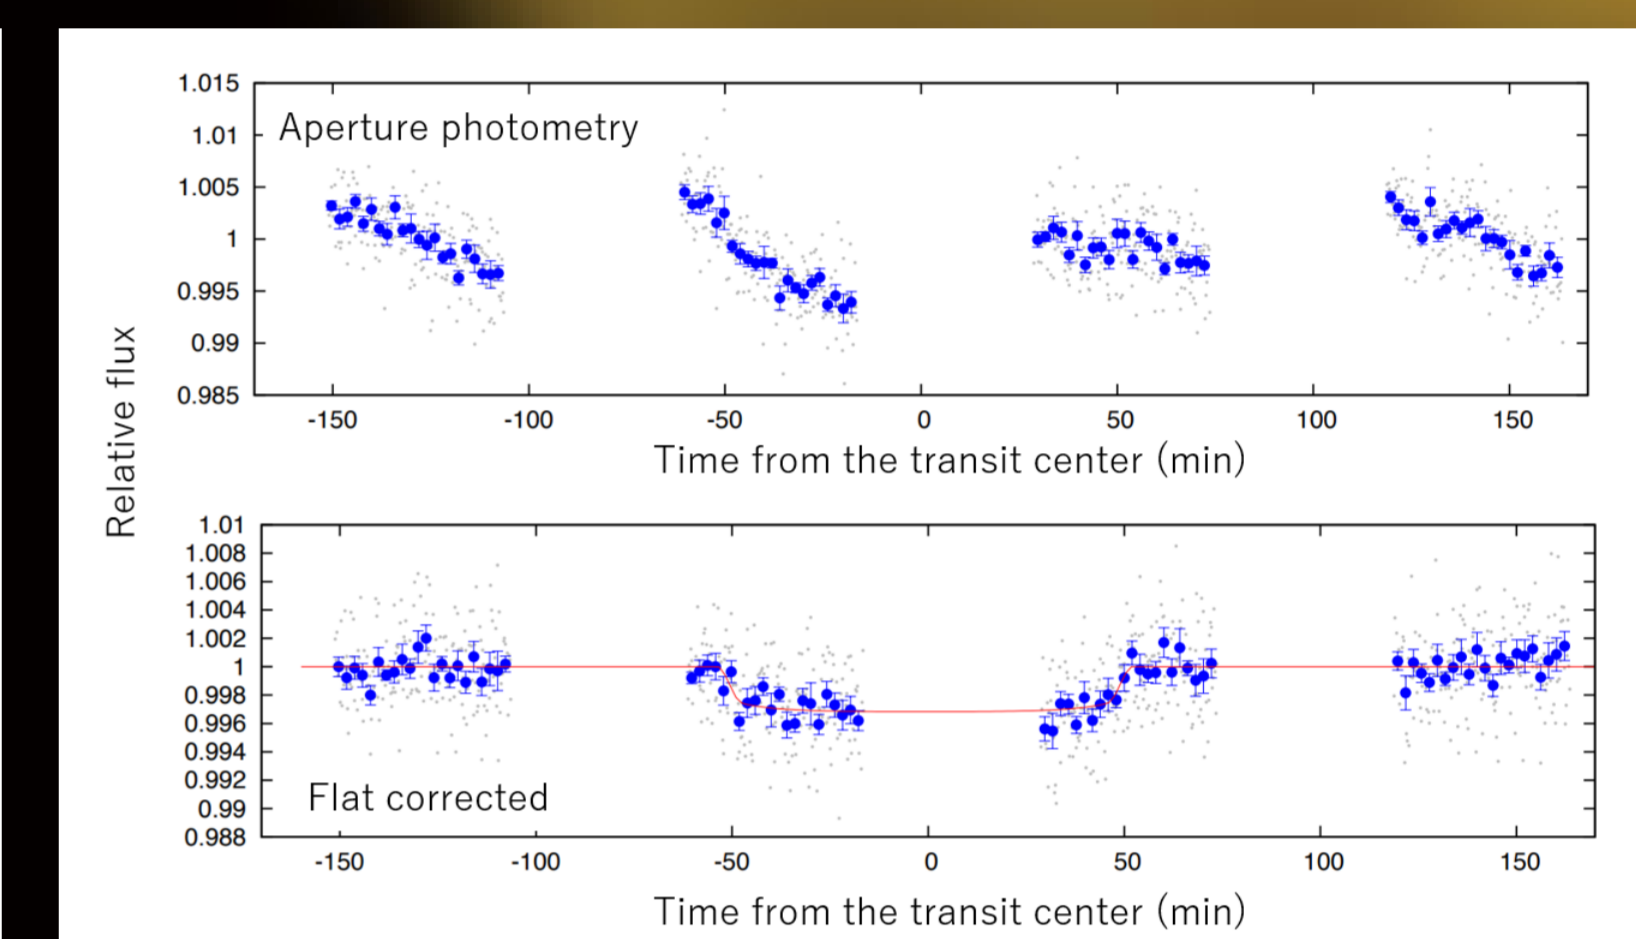 1.015
1.01
1.005
1
0.995
0.99
0.985
Aperture photometry
-150 -100 -50 0 50 100 150
Time from the transit center (min)
Relative flux
1.01
1.008
1.006
1.004
1.002
1
0.998
0.996
0.994
0.992
0.99
0.988
Flat corrected
-150 -100 -50 0 50 100 150
Time from the transit center (min)